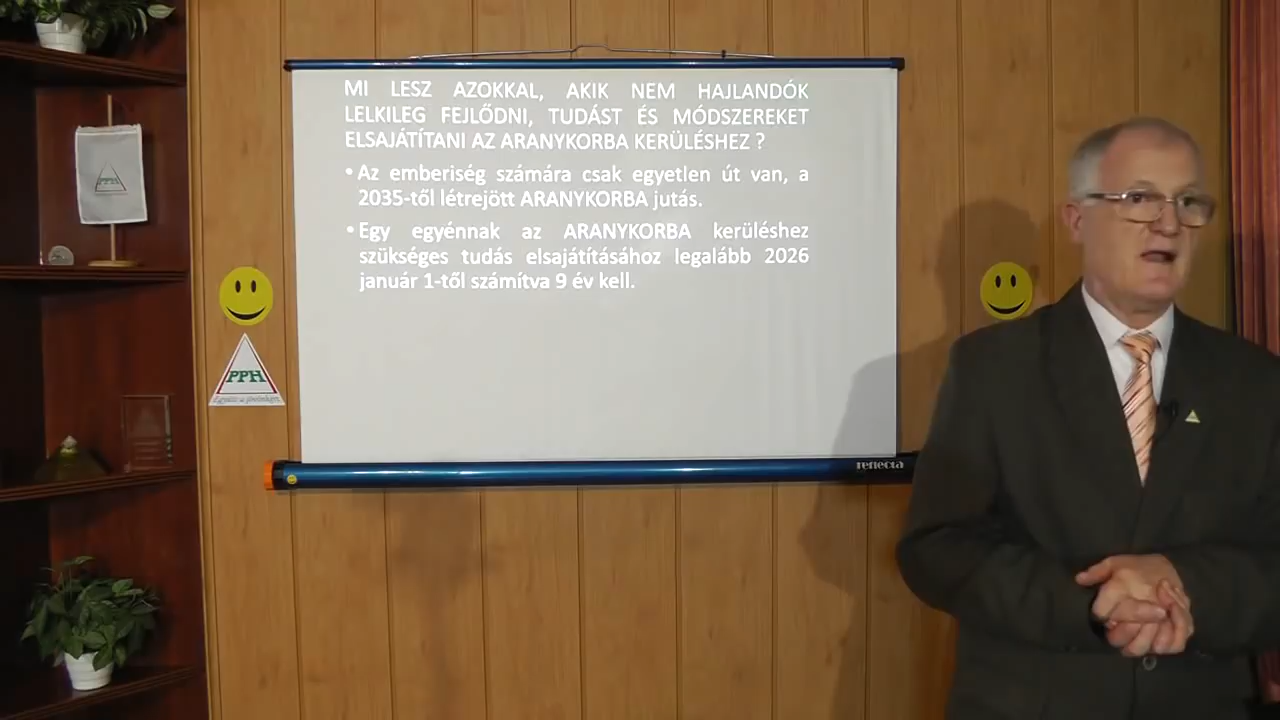 MI LESZ AZOKKAL, AKIK NEM HAJLANDÓK
LELKILEG FEJLŐDNI, TUDÁST ÉS MÓDSZEREKET
ELSAJÁTÍTANI AZ ARANYKORBA KERÜLÉSHEZ ?
• Az emberiség számára csak egyetlen út van, a
2035-től létrejött ARANYKORBA jutás.
• Egy egyénnak az ARANYKORBA kerüléshez
szükséges tudás elsajátításához legalább 2026
január 1-től számítva 9 év kell.
PPH
PPH
reflecta